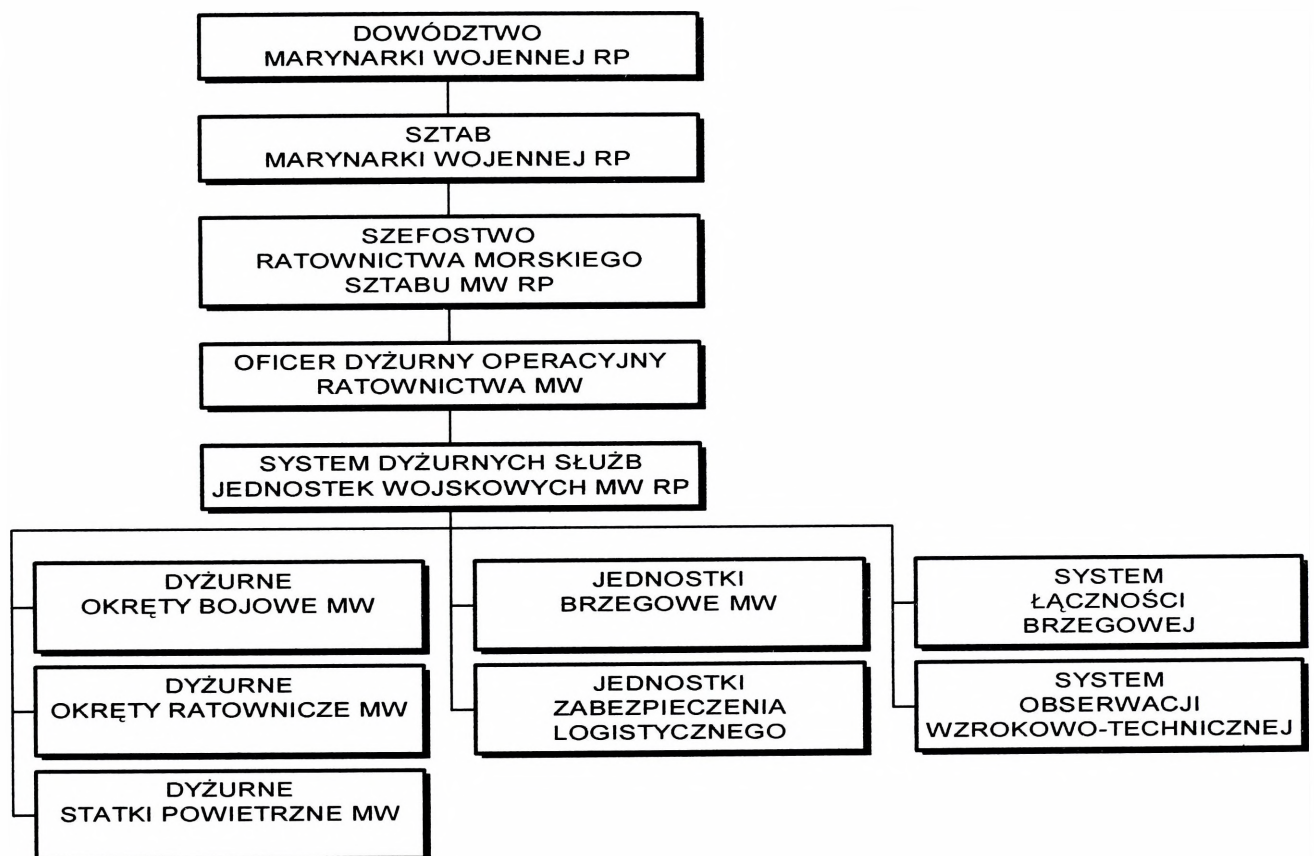 DOWÓDZTWO
MARYNARKI WOJENNEJ RP
SZTAB
MARYNARKI WOJENNEJ RP
SZEFOSTWO
RATOWNICTWA MORSKIEGO
SZTABU MW RP
OFICER DYŻURNY OPERACYJNY
RATOWNICTWA MW
SYSTEM DYŻURNYCH SŁUŻB
JEDNOSTEK WOJSKOWYCH MW RP
DYŻURNE
OKRĘTY BOJOWE MW
DYŻURNE
OKRĘTY RATOWNICZE MW
DYŻURNE
STATKI POWIETRZNE MW
JEDNOSTKI
BRZEGOWE MW
JEDNOSTKI
ZABEZPIECZENIA
LOGISTYCZNEGO
SYSTEM
ŁĄCZNOŚCI
BRZEGOWEJ
SYSTEM
OBSERWACJI
WZROKOWO-TECHNICZNEJ